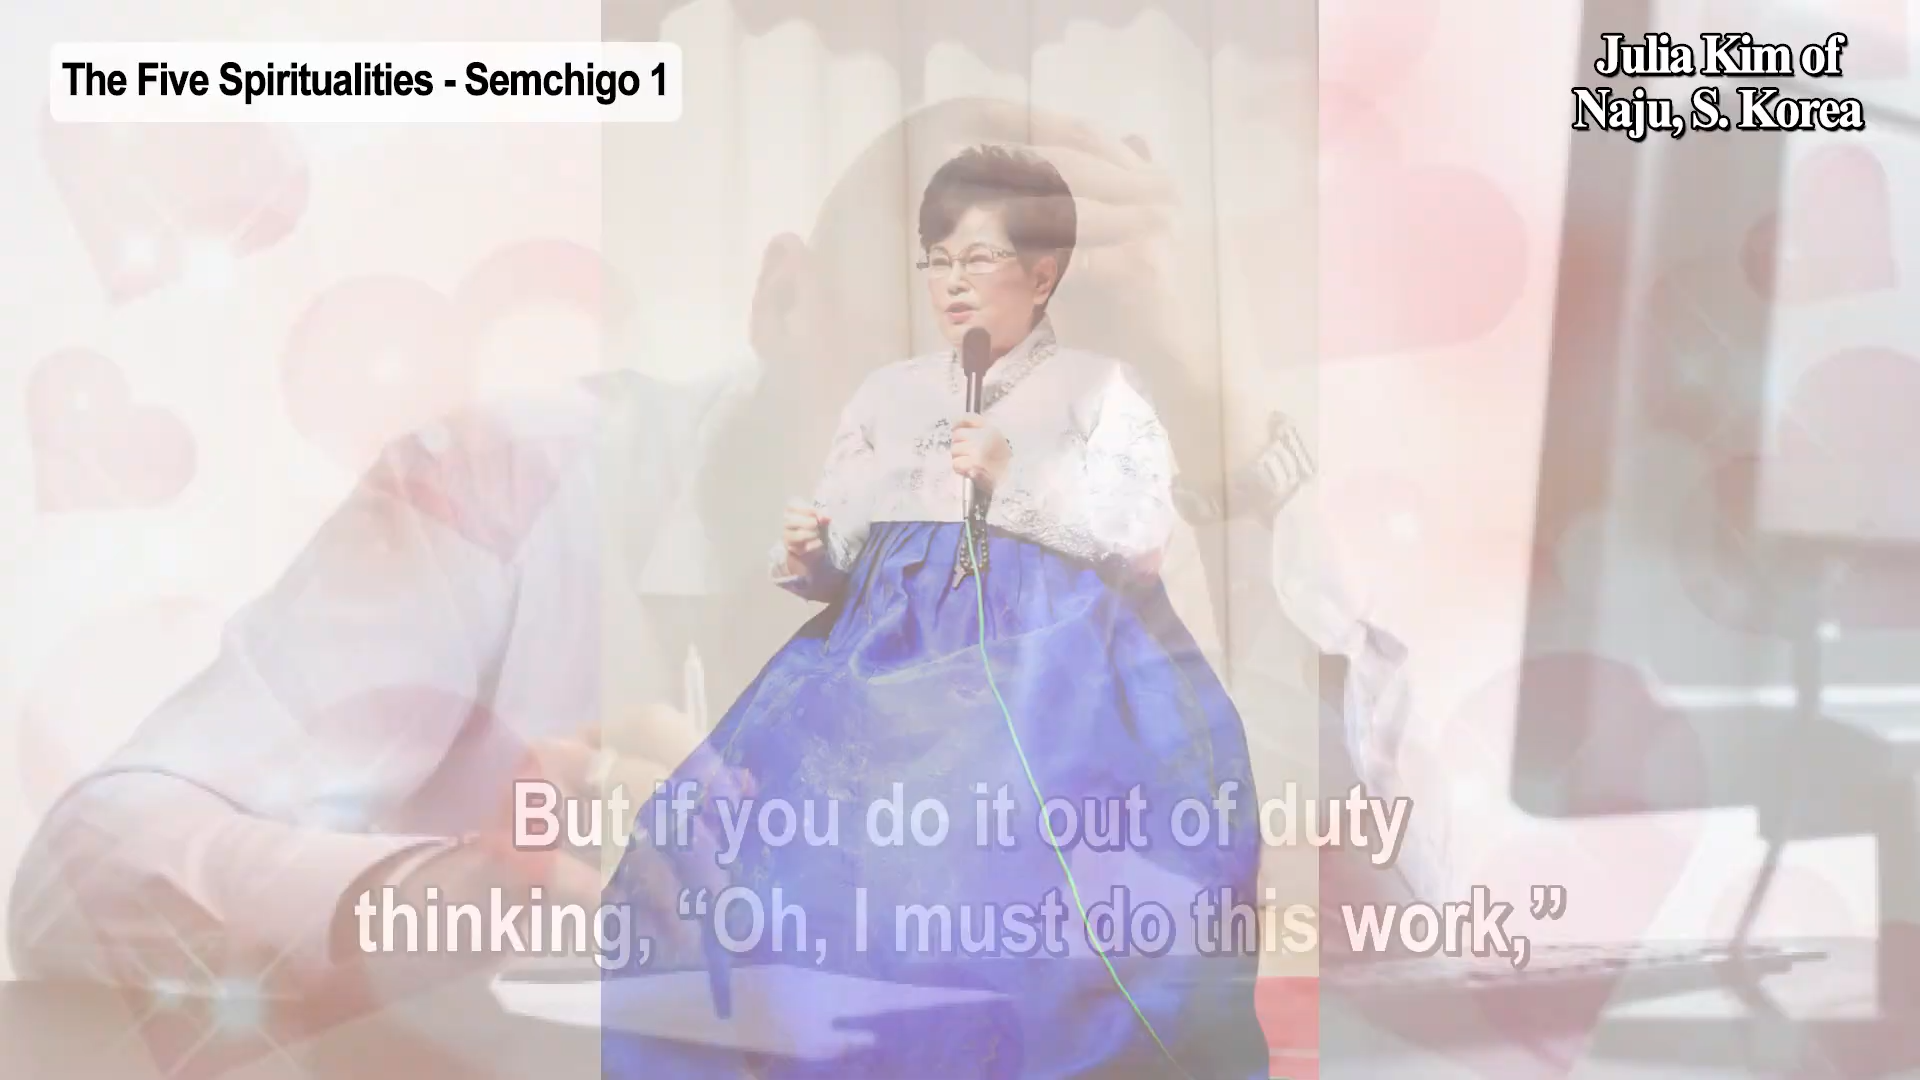 The Five Spiritualities - Semchigo 1
Julia Kim of
Naju, S. Korea
But if you do it out of duty
thinking, “Oh, I must do this work,”